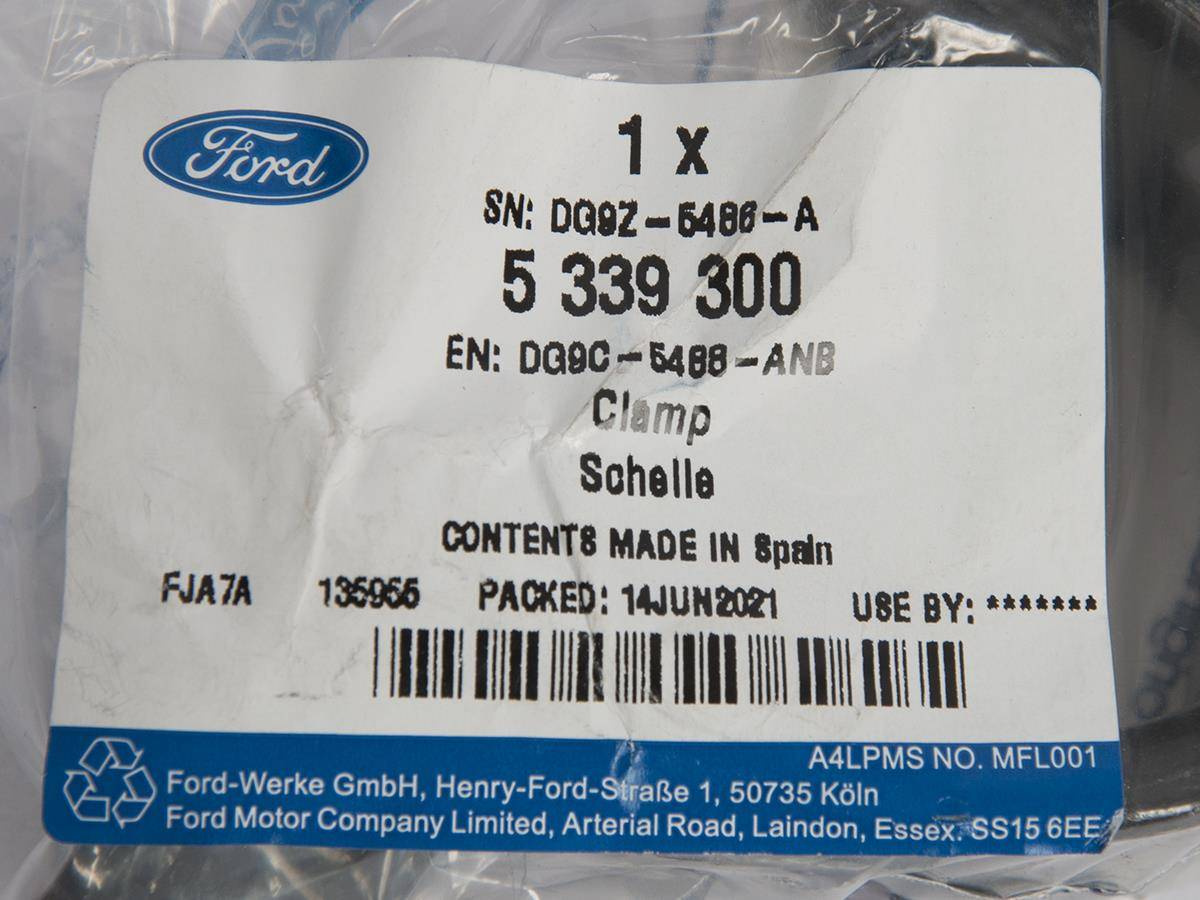 Ford
1 x
SN: DG9Z-5486-A
5 339 300
EN: DG9C-5486-ANB
Clamp
Schelle
CONTENTS MADE IN Spain
FJA7A 135955 PACKED: 14JUN2021 USE BY: *******
A4LPMS NO. MFL001
Ford-Werke GmbH, Henry-Ford-Straße 1, 50735 Köln
Ford Motor Company Limited, Arterial Road, Laindon, Essex. SS15 6EE